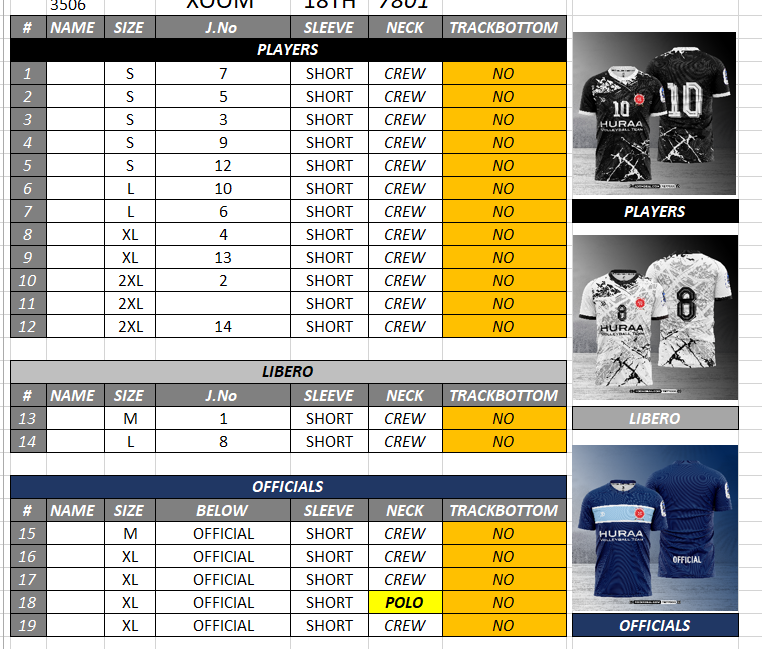 3506 XOOM 18TH 7801
# NAME SIZE J.No SLEEVE NECK TRACKBOTTOM
PLAYERS
1 S 7 SHORT CREW NO
2 S 5 SHORT CREW NO
3 S 3 SHORT CREW NO
4 S 9 SHORT CREW NO
5 S 12 SHORT CREW NO
6 L 10 SHORT CREW NO
7 L 6 SHORT CREW NO
8 XL 4 SHORT CREW NO
9 XL 13 SHORT CREW NO
10 2XL 2 SHORT CREW NO
11 2XL SHORT CREW NO
12 2XL 14 SHORT CREW NO
LIBERO
# NAME SIZE J.No SLEEVE NECK TRACKBOTTOM
13 M 1 SHORT CREW NO
14 L 8 SHORT CREW NO
OFFICIALS
# NAME SIZE BELOW SLEEVE NECK TRACKBOTTOM
15 M OFFICIAL SHORT CREW NO
16 XL OFFICIAL SHORT CREW NO
17 XL OFFICIAL SHORT CREW NO
18 XL OFFICIAL SHORT POLO NO
19 XL OFFICIAL SHORT CREW NO
10 10
HURAA
VOLLEYBALL TEAM
PLAYERS
8 8
HURAA
VOLLEYBALL TEAM
LIBERO
HURAA
VOLLEYBALL TEAM
OFFICIAL
OFFICIALS